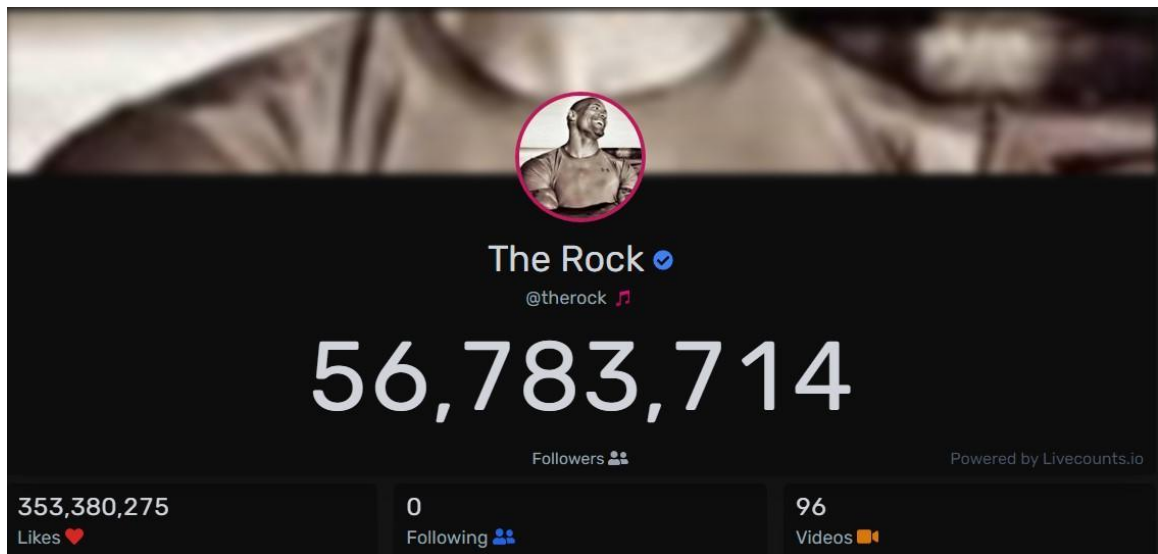 The Rock
@therock
56,783,714
Followers
Powered by Livecounts.io
353,380,275
Likes
0
Following
96
Videos